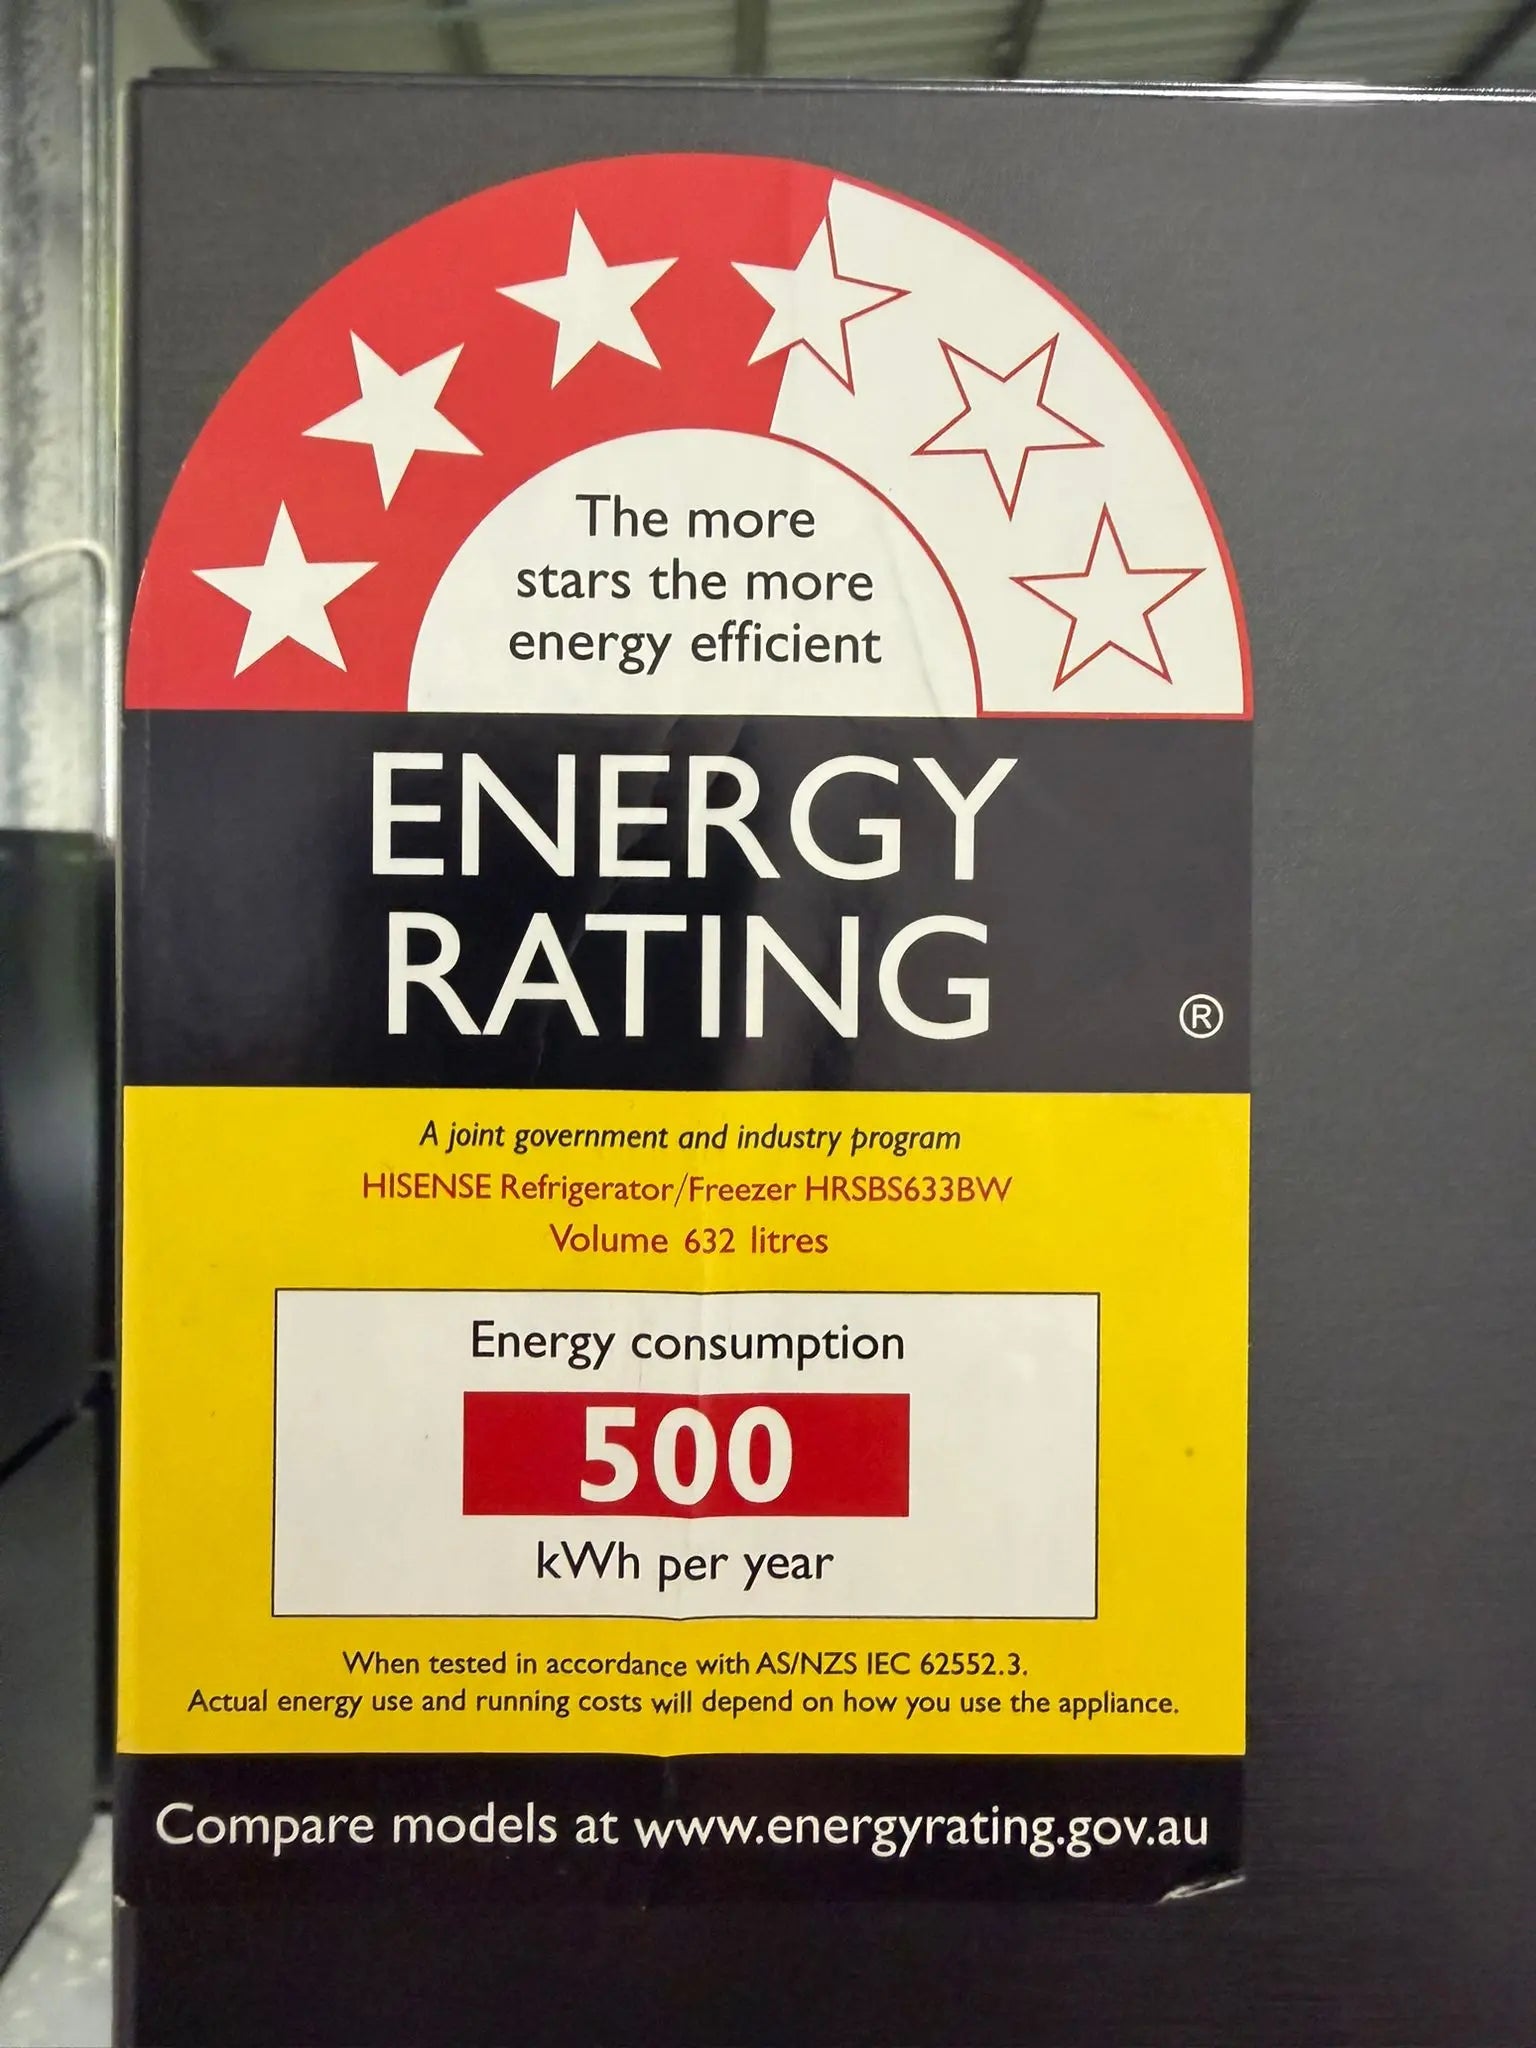 The more
stars the more
energy efficient
ENERGY
RATING
®
A joint government and industry program
HISENSE Refrigerator/Freezer HRSBS633BW
Volume 632 litres
Energy consumption
500
kWh per year
When tested in accordance with AS/NZS IEC 62552.3.
Actual energy use and running costs will depend on how you use the appliance.
Compare models at www.energyrating.gov.au